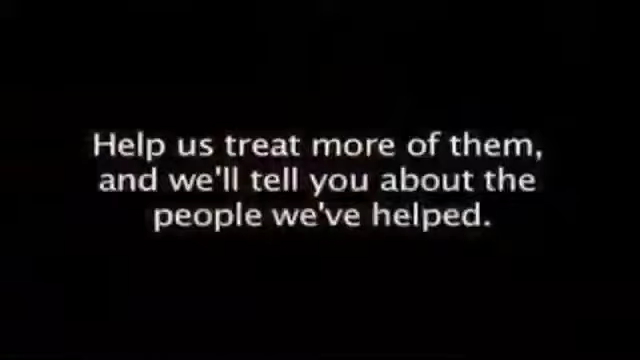 Help us treat more of them,
and we'll tell you about the
people we've helped.